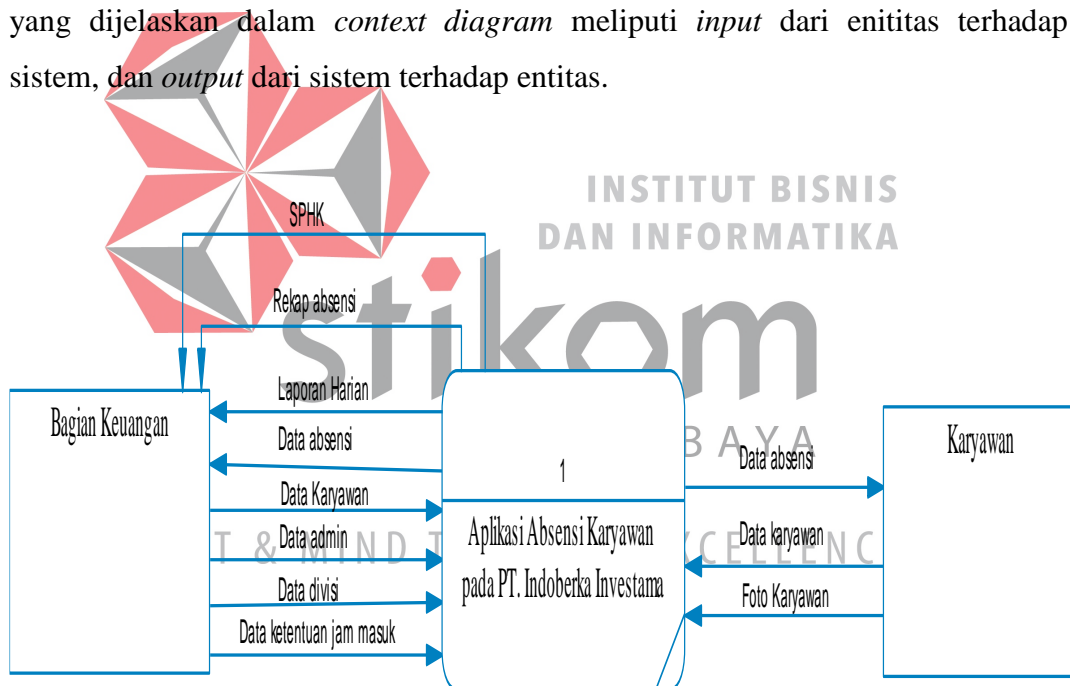 yang dijelaskan dalam context diagram meliputi input dari enititas terhadap
sistem, dan output dari sistem terhadap entitas.
INSTITUT BISNIS
DAN INFORMATIKA
stikom
SPHK
Rekap absensi
Laporan Harian
Bagian Keuangan
Data absensi
Data Karyawan
Data admin
Data divisi
Data ketentuan jam masuk
1
Aplikasi Absensi Karyawan
pada PT. Indoberka Investama
Data absensi
Data karyawan
Foto Karyawan
Karyawan
& MIND